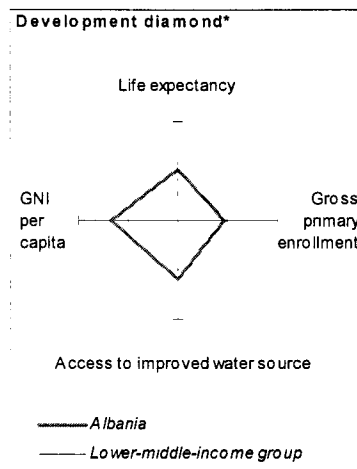 Development diamond*
Life expectancy
GNI
per
capita
Gross
primary
enrollment
Access to improved water source
Albania
Lower-middle-income group